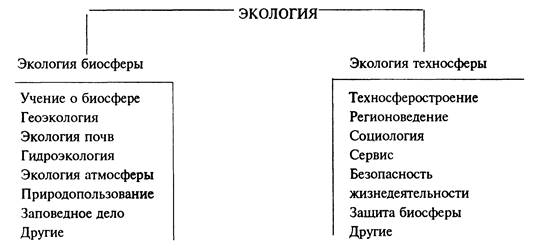 ЭКОЛОГИЯ
Экология биосферы
Учение о биосфере
Геоэкология
Экология почв
Гидроэкология
Экология атмосферы
Природопользование
Заповедное дело
Другие
Экология техносферы
Техносферостроение
Регионоведение
Социология
Сервис
Безопасность
жизнедеятельности
Защита биосферы
Другие